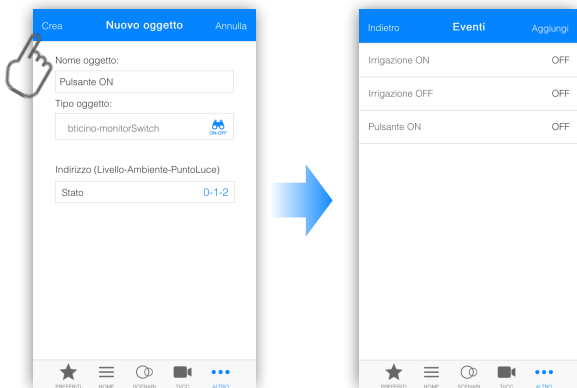 Crea Nuovo oggetto Annulla
Nome oggetto:
Pulsante ON
Tipo oggetto:
bticino-monitorSwitch ON-OFF
Indirizzo (Livello-Ambiente-PuntoLuce)
Stato 0-1-2
PREFERITI HOME SCENARI TVCC ALTRO
Indietro Eventi Aggiungi
Irrigazione ON OFF
Irrigazione OFF OFF
Pulsante ON OFF
PREFERITI HOME SCENARI TVCC ALTRO